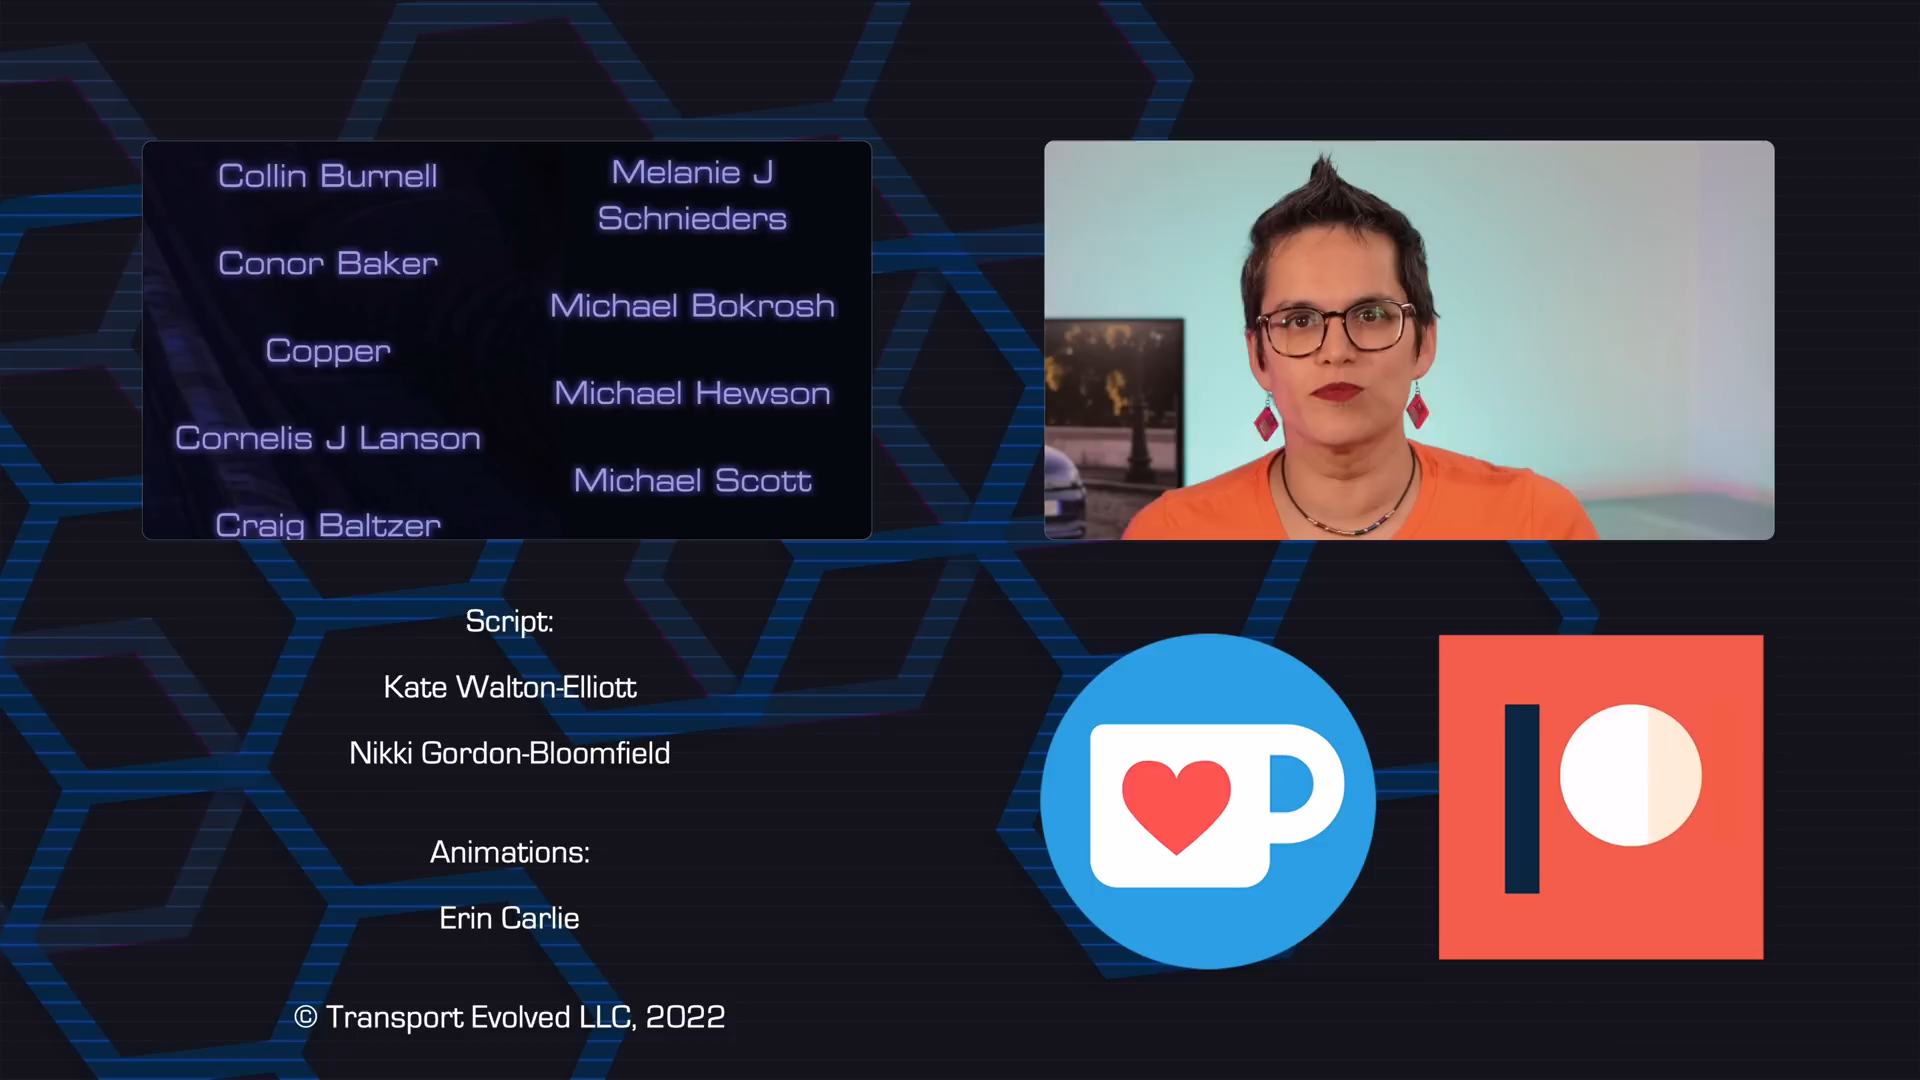 Collin Burnell
Conor Baker
Copper
Cornelis J Lanson
Craig Baltzer
Melanie J
Schnieders
Michael Bokrosh
Michael Hewson
Michael Scott
Script:
Kate Walton-Elliott
Nikki Gordon-Bloomfield
Animations:
Erin Carlie
© Transport Evolved LLC, 2022